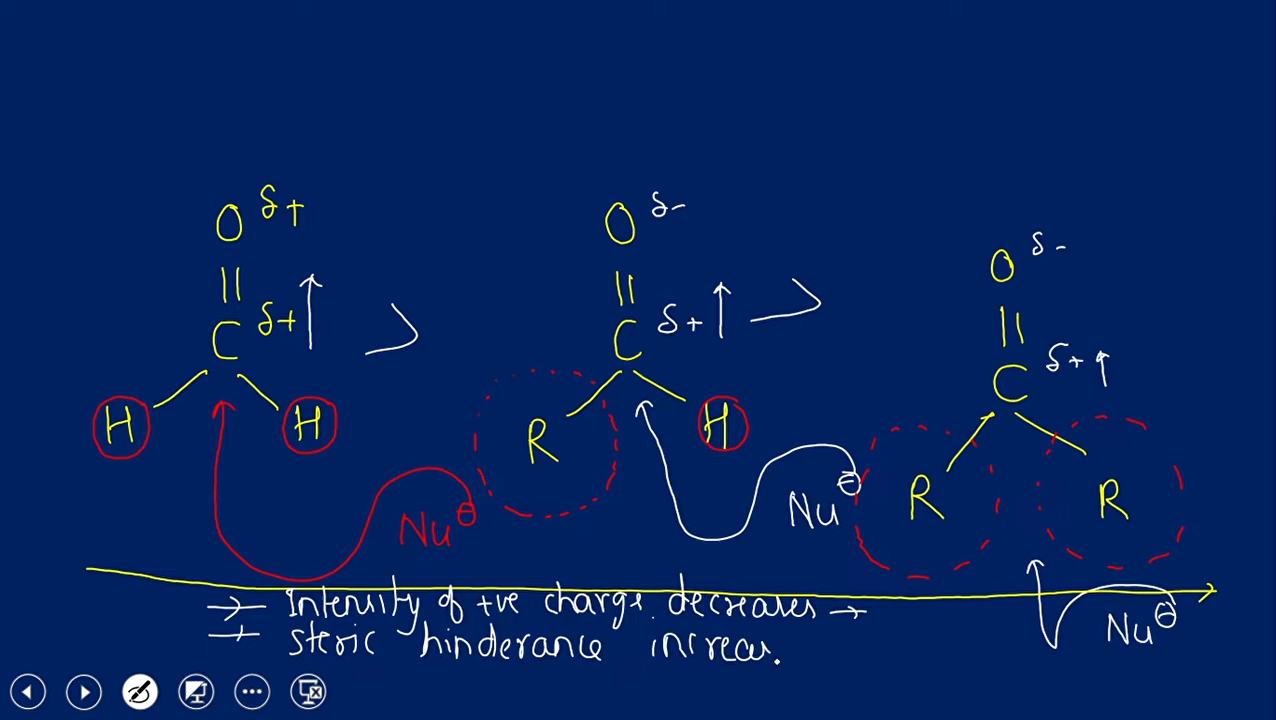 O δ+
O δ-
O δ-
||
||
||
C δ+ ↑ >
C δ+ ↑ >
C δ+ ↑
H H
R H
R R
Nu⊖
Nu⊖
Nu⊖
→ Intensity of +ve charge decreases →
→ steric hinderance increas.